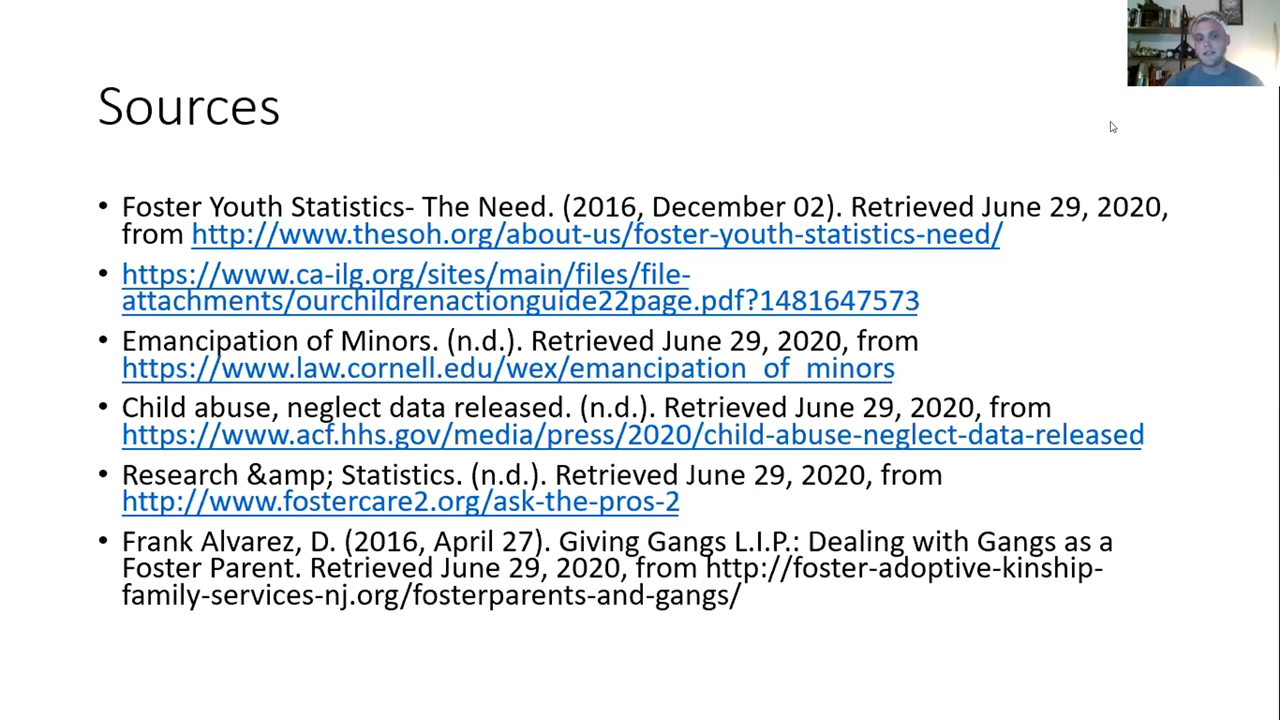 Sources
• Foster Youth Statistics- The Need. (2016, December 02). Retrieved June 29, 2020,
from http://www.thesoh.org/about-us/foster-youth-statistics-need/
• https://www.ca-ilg.org/sites/main/files/file-
attachments/ourchildrenactionguide22page.pdf?1481647573
• Emancipation of Minors. (n.d.). Retrieved June 29, 2020, from
https://www.law.cornell.edu/wex/emancipation_of_minors
• Child abuse, neglect data released. (n.d.). Retrieved June 29, 2020, from
https://www.acf.hhs.gov/media/press/2020/child-abuse-neglect-data-released
• Research &amp; Statistics. (n.d.). Retrieved June 29, 2020, from
http://www.fostercare2.org/ask-the-pros-2
• Frank Alvarez, D. (2016, April 27). Giving Gangs L.I.P.: Dealing with Gangs as a
Foster Parent. Retrieved June 29, 2020, from http://foster-adoptive-kinship-
family-services-nj.org/fosterparents-and-gangs/